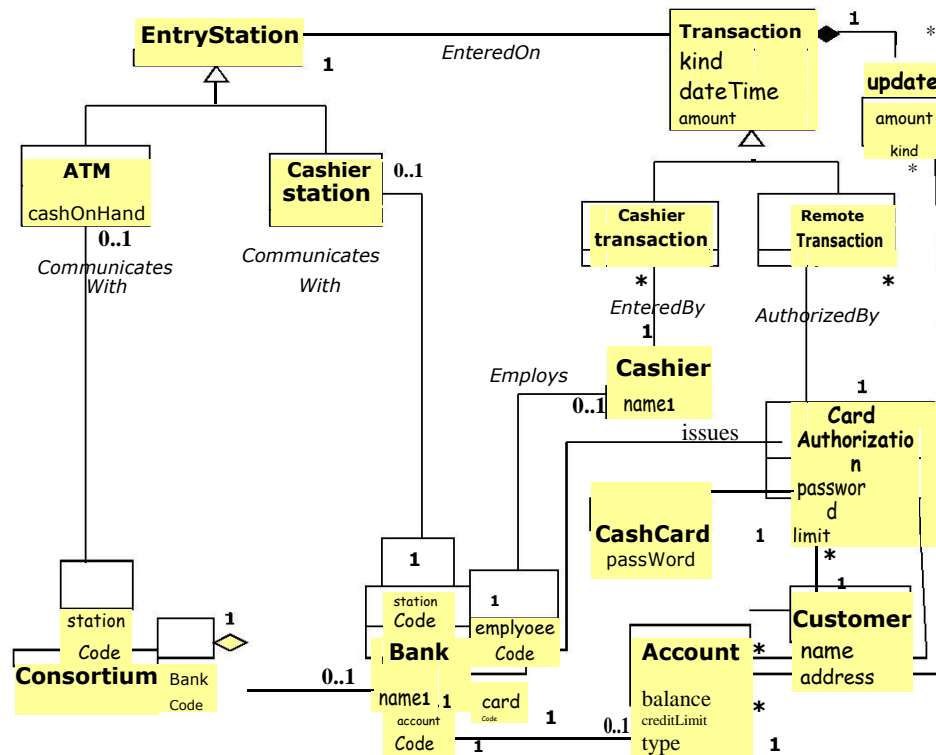 EntryStation
1
EnteredOn
Transaction
kind
dateTime
amount
1
*
update
amount
kind
*
ATM
cashOnHand
0..1
Communicates
With
Cashier
station
0..1
Communicates
With
Cashier
transaction
*
Remote
Transaction
*
EnteredBy
1
AuthorizedBy
1
Cashier
name1
Employs
0..1
issues
Card
Authorizatio
n
passwor
d
limit
*
CashCard
passWord
1
1
Customer
name
address
station
Code
Consortium
1
Bank
Code
0..1
1
station
Code
Bank
name1
1
account
Code
1
1
emplyoee
Code
card
Code
1
0..1
Account
balance
creditLimit
type
*
*
1